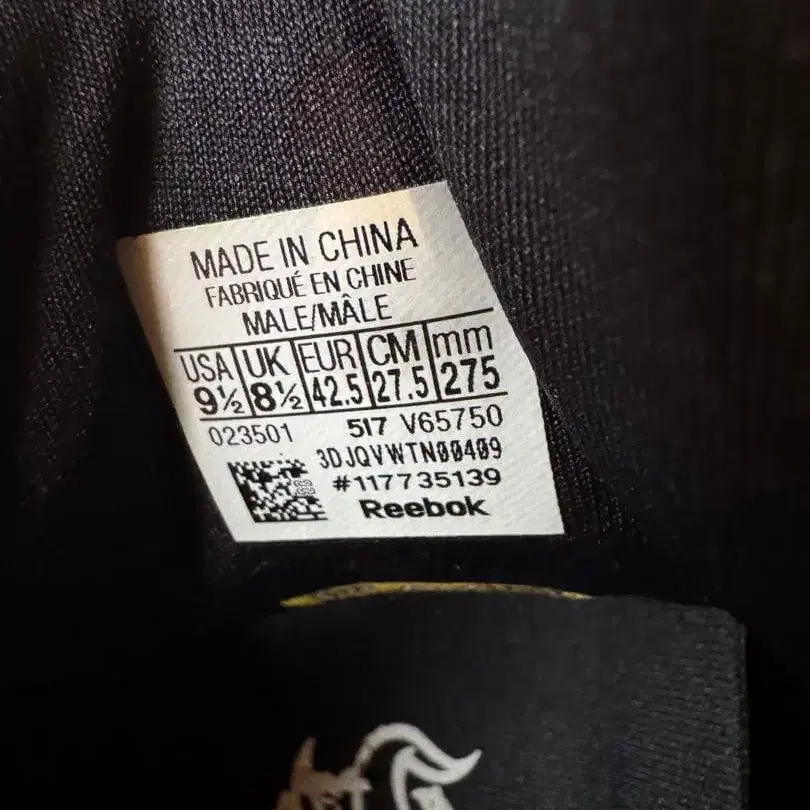 MADE IN CHINA
FABRIQUÉ EN CHINE
MALE/MÂLE
USA UK EUR CM mm
9½ 8½ 42.5 27.5 275
023501 517 V65750
3DJQVWTN00409
#117735139
Reebok